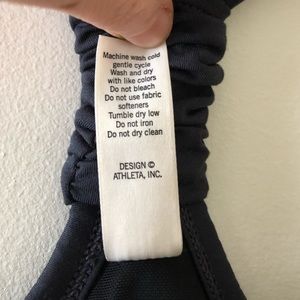 Machine wash cold
gentle cycle
Wash and dry
with like colors
Do not bleach
Do not use fabric
softeners
Tumble dry low
Do not iron
Do not dry clean
DESIGN ©
ATHLETA, INC.